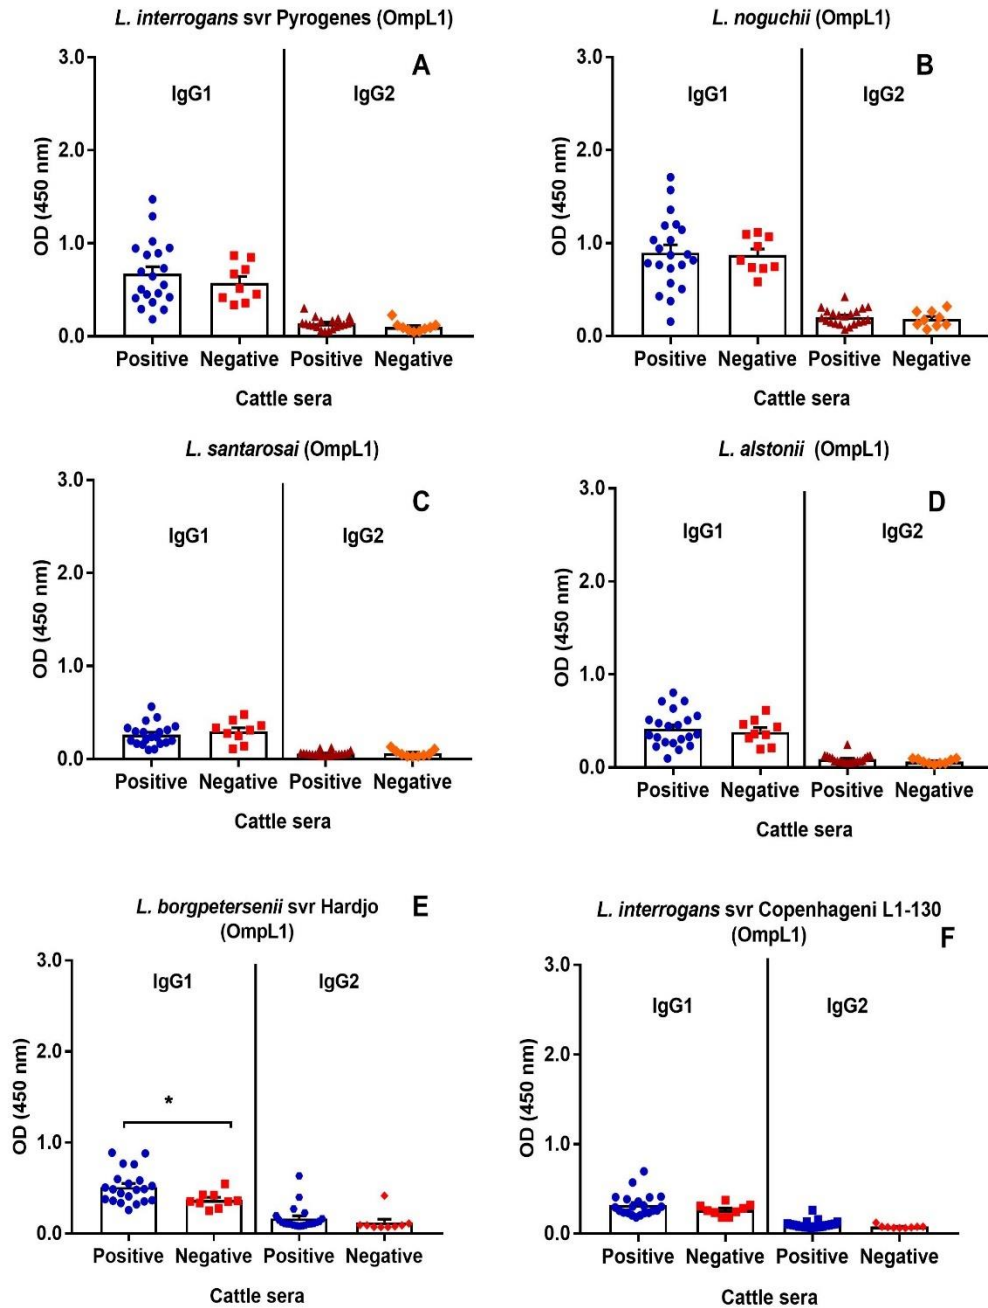 L. interrogans svr Pyrogenes (OmpL1)
A
IgG1
IgG2
OD (450 nm)
3.0
2.0
1.0
0.0
Positive Negative Positive Negative
Cattle sera
L. noguchii (OmpL1)
B
IgG1
IgG2
OD (450 nm)
3.0
2.0
1.0
0.0
Positive Negative Positive Negative
Cattle sera
L. santarosai (OmpL1)
C
IgG1
IgG2
OD (450 nm)
3.0
2.0
1.0
0.0
Positive Negative Positive Negative
Cattle sera
L. alstonii (OmpL1)
D
IgG1
IgG2
OD (450 nm)
3.0
2.0
1.0
0.0
Positive Negative Positive Negative
Cattle sera
L. borgpetersenii svr Hardjo
(OmpL1)
E
IgG1
IgG2
OD (450 nm)
3.0
2.0
1.0
0.0
*
Positive Negative Positive Negative
Cattle sera
L. interrogans svr Copenhageni L1-130
(OmpL1)
F
IgG1
IgG2
OD (450 nm)
3.0
2.0
1.0
0.0
Positive Negative Positive Negative
Cattle sera